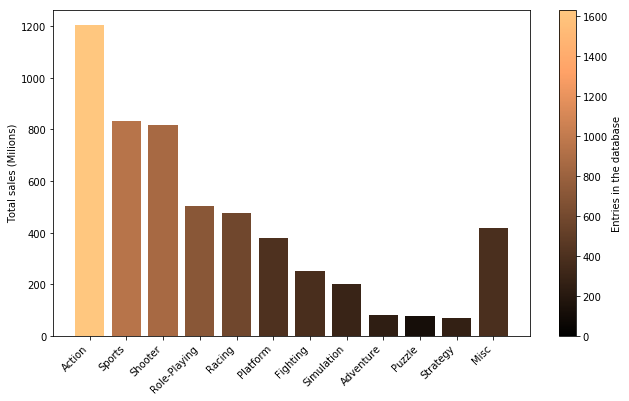 Total sales (Milions)
1200
1000
800
600
400
200
0
Action
Sports
Shooter
Role-Playing
Racing
Platform
Fighting
Simulation
Adventure
Puzzle
Strategy
Misc
1600
1400
1200
1000
800
600
400
200
0
Entries in the database